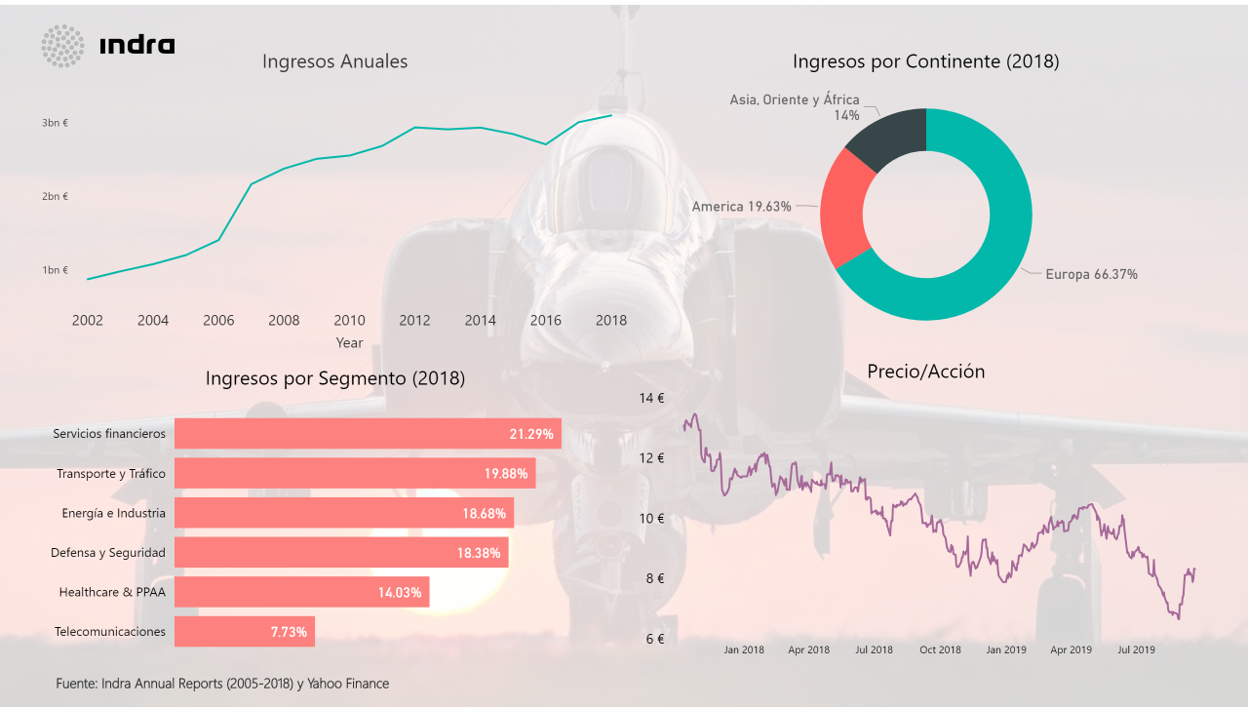 indra
Ingresos Anuales
3bn €
2bn €
1bn €
2002 2004 2006 2008 2010 2012 2014 2016 2018
Year
Ingresos por Continente (2018)
Asia, Oriente y África
14%
America 19.63%
Europa 66.37%
Ingresos por Segmento (2018)
Servicios financieros 21.29%
Transporte y Tráfico 19.88%
Energía e Industria 18.68%
Defensa y Seguridad 18.38%
Healthcare & PPAA 14.03%
Telecomunicaciones 7.73%
Precio/Acción
14 €
12 €
10 €
8 €
6 €
Jan 2018 Apr 2018 Jul 2018 Oct 2018 Jan 2019 Apr 2019 Jul 2019
Fuente: Indra Annual Reports (2005-2018) y Yahoo Finance